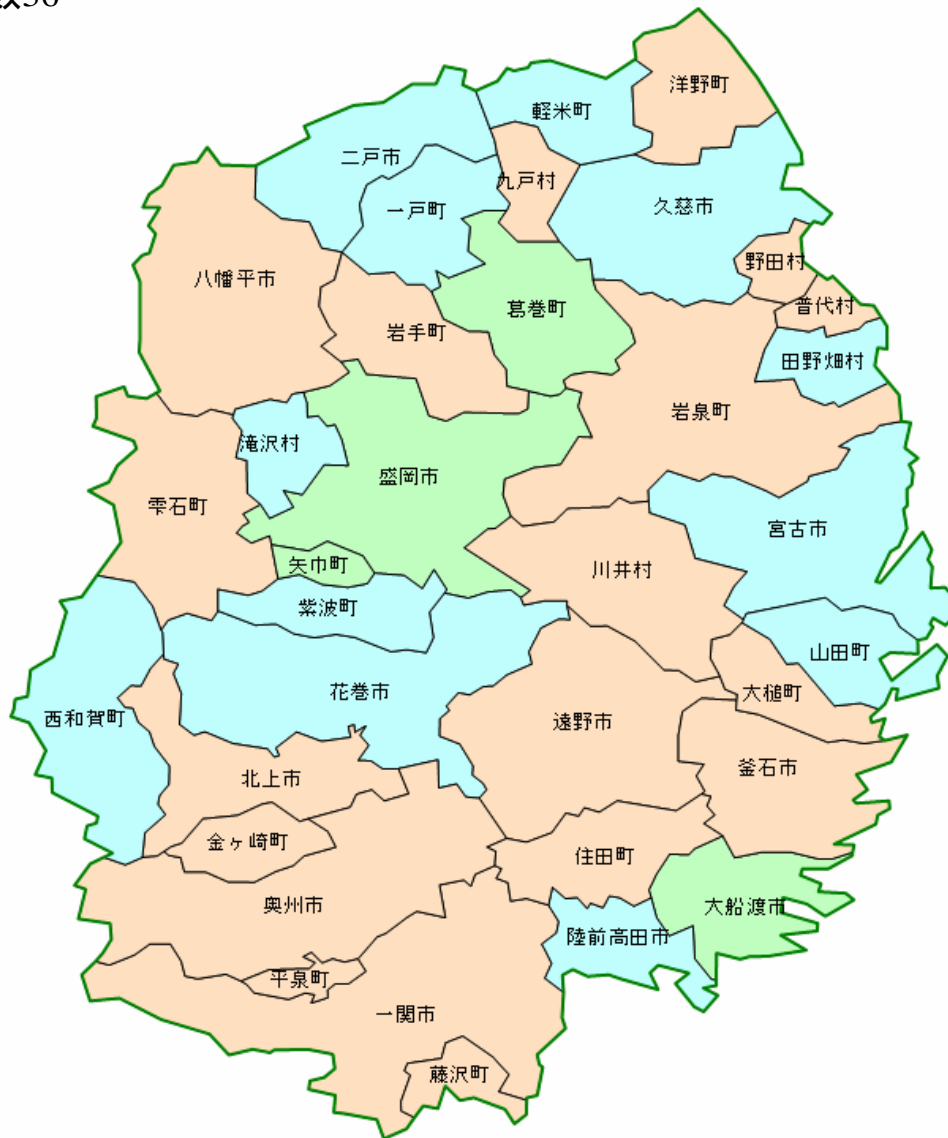 数36
洋野町
軽米町
二戸市
九戸村
一戸町
久慈市
野田村
八幡平市
普代村
葛巻町
岩手町
田野畑村
岩泉町
滝沢村
盛岡市
雫石町
宮古市
矢巾町
川井村
紫波町
山田町
花巻市
大槌町
西和賀町
遠野市
釜石市
北上市
金ヶ崎町
住田町
奥州市
大船渡市
陸前高田市
平泉町
一関市
藤沢町